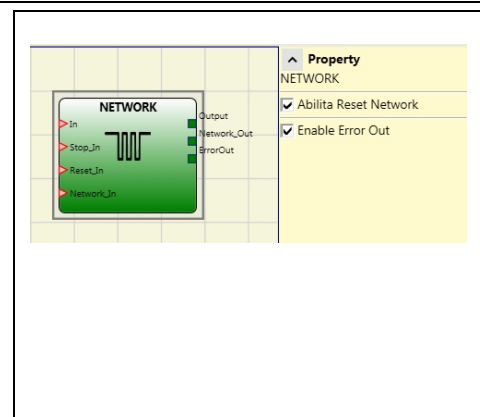 NETWORK
In
Stop_In
Reset_In
Network_In
Output
Network_Out
ErrorOut
Property
NETWORK
Abilita Reset Network
Enable Error Out